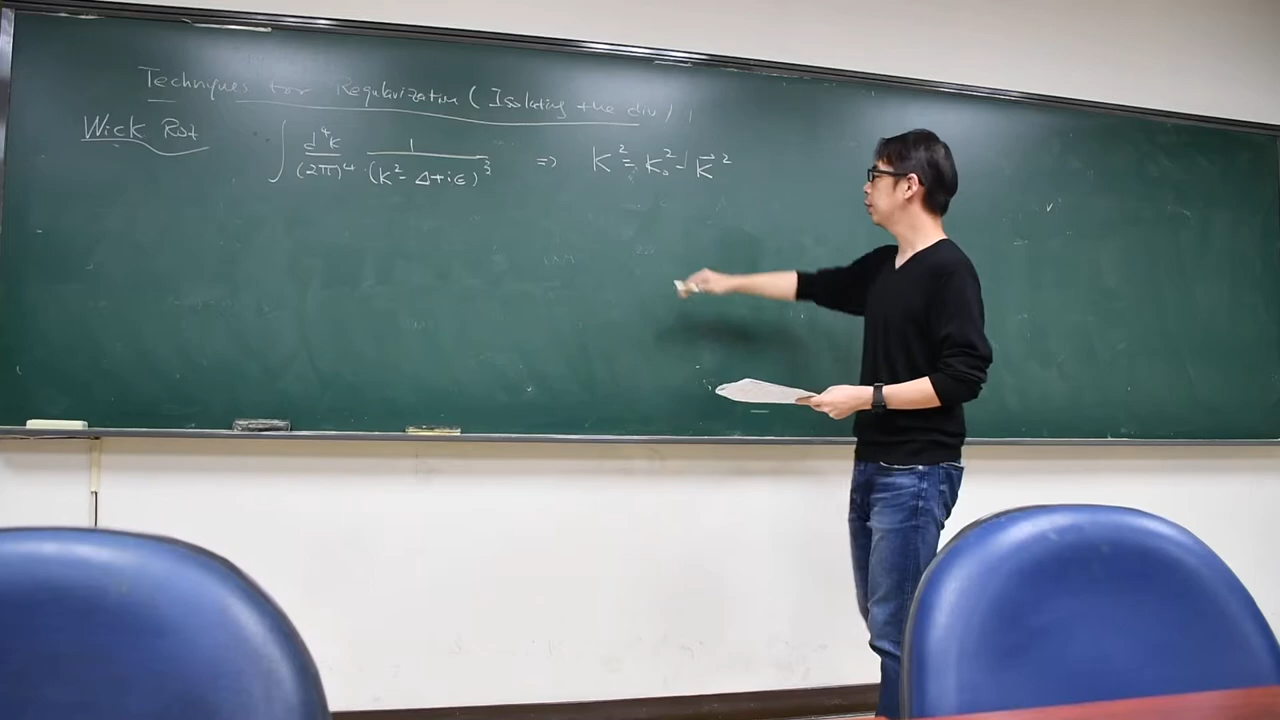 Techniques for Regularization (Isolating the div)
Wick Rot ∫ d⁴k/(2π)⁴ 1/(k² - Δ + iε)³ ⇒ k² = k₀² - k⃗²